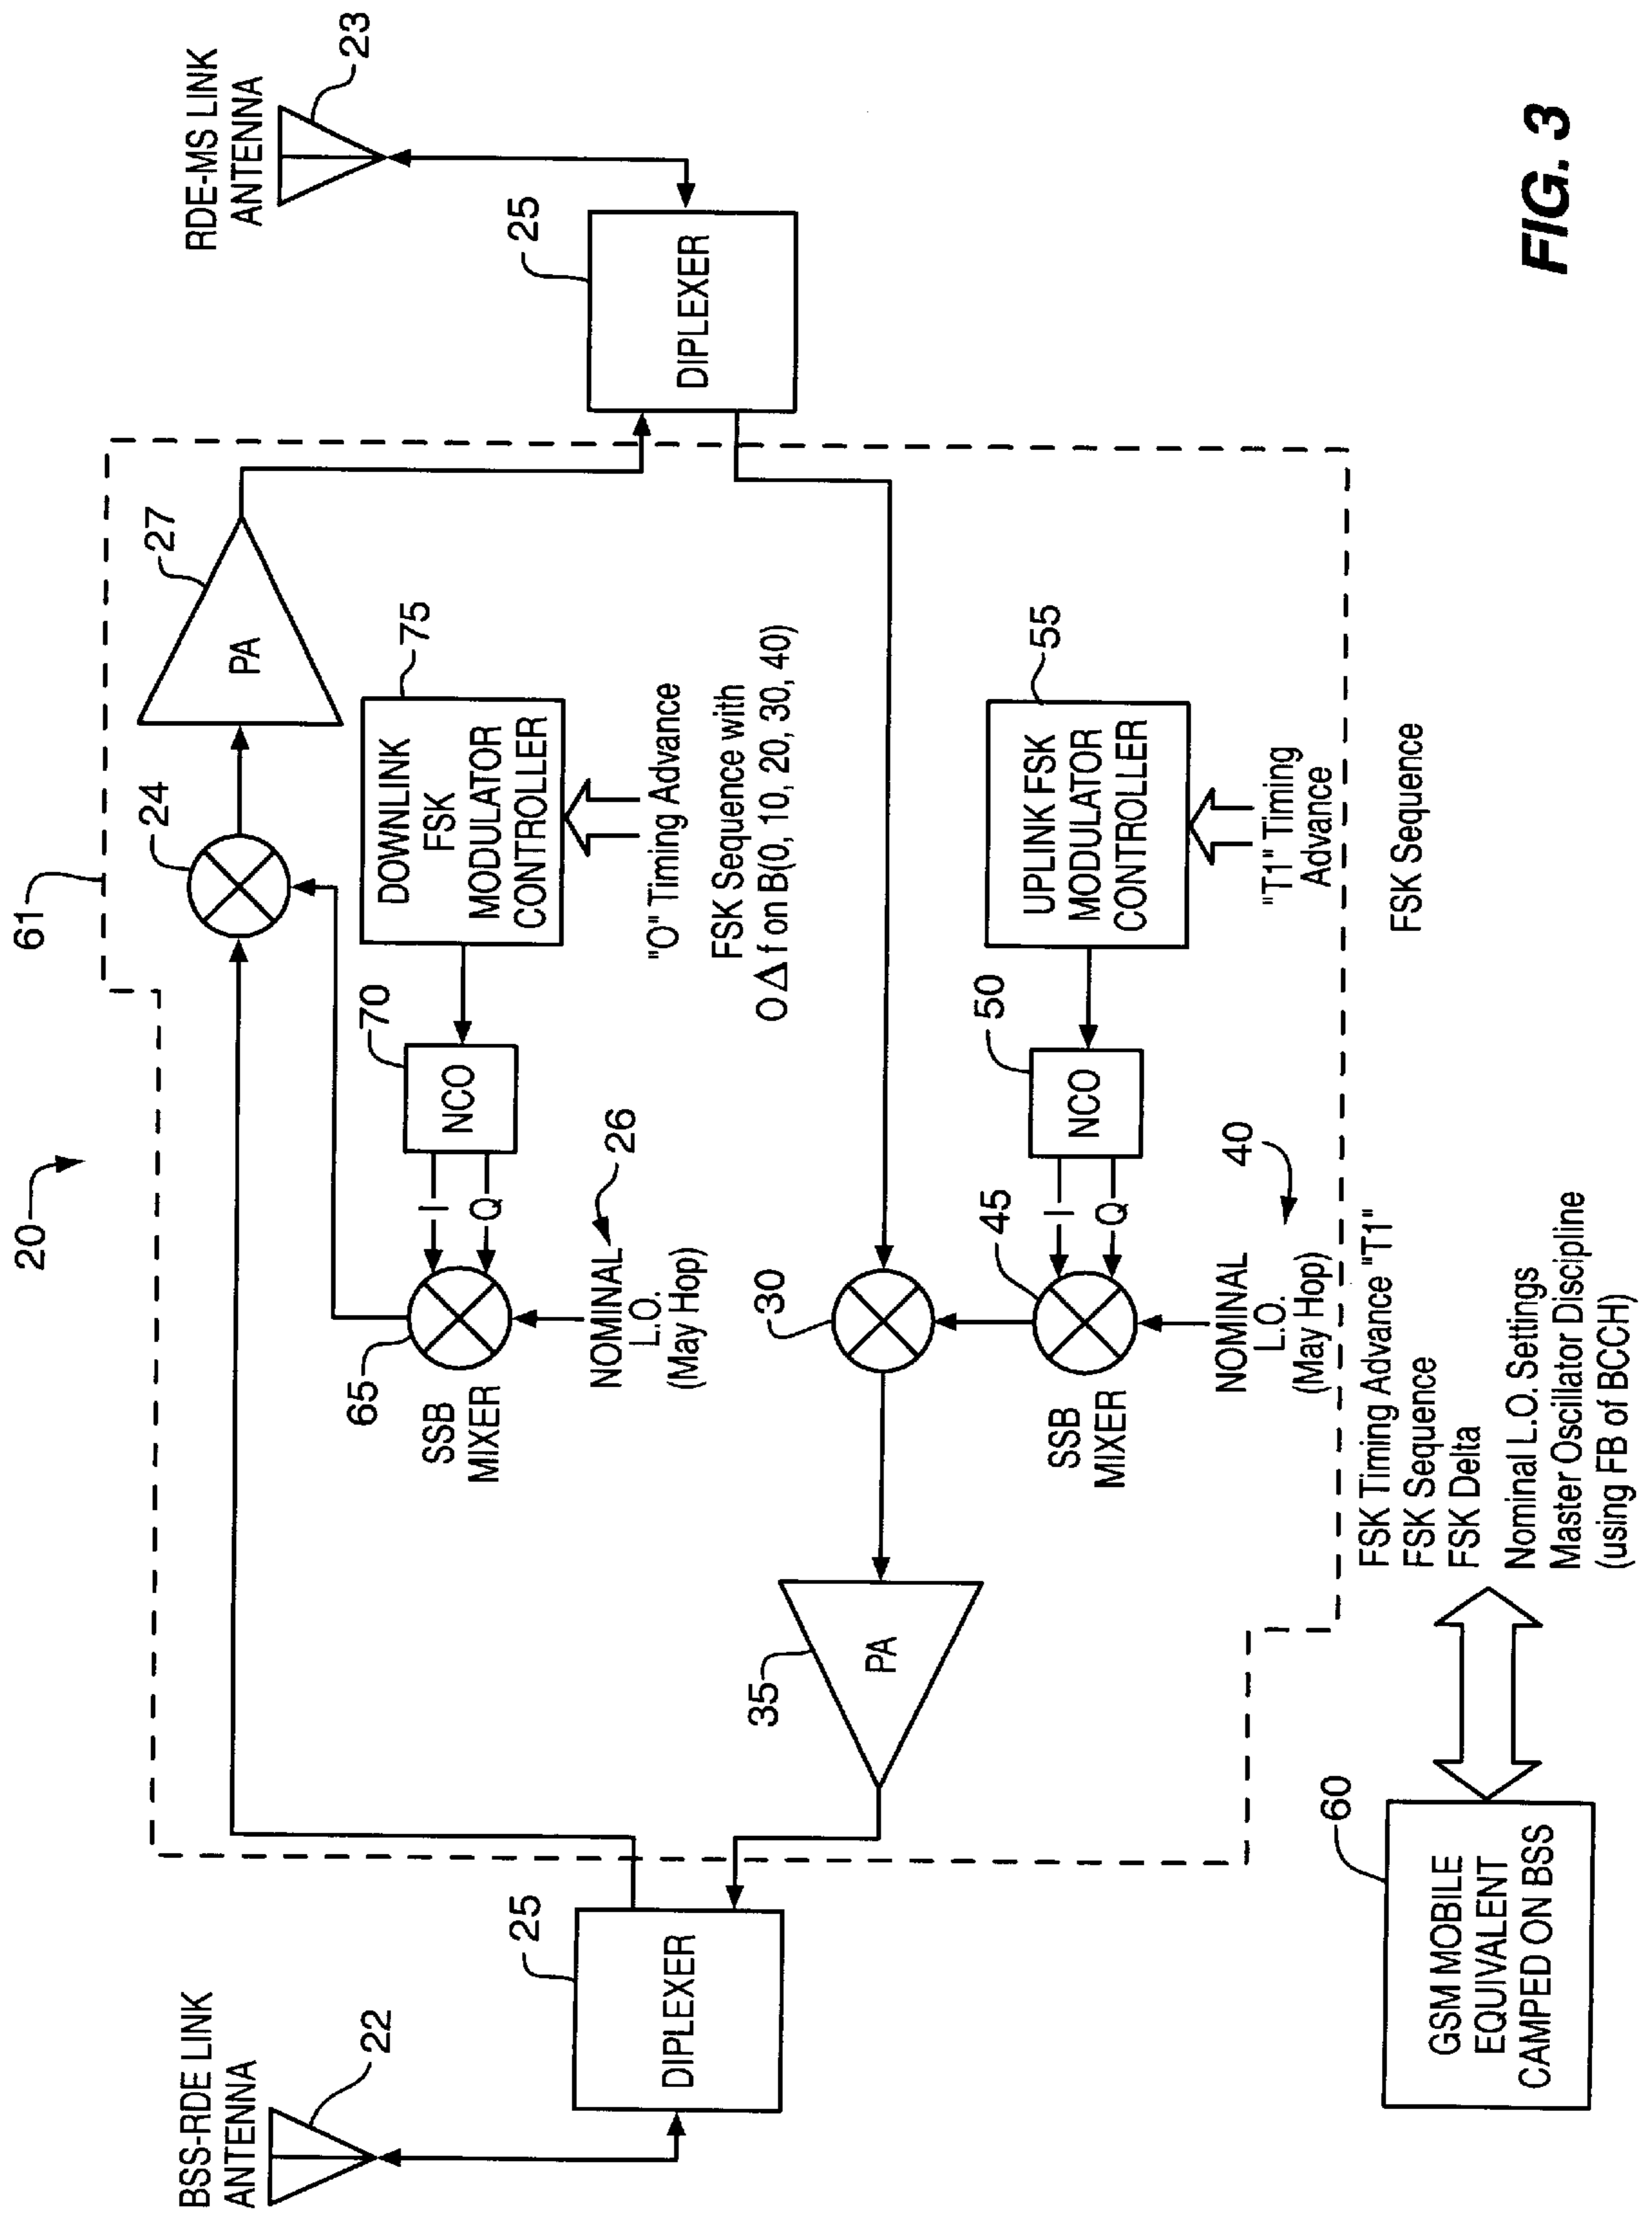 20
61
BSS-RDE LINK
ANTENNA
22
RDE-MS LINK
ANTENNA
23
24
27
PA
25
DIPLEXER
25
DIPLEXER
65
SSB
MIXER
I
Q
70
NCO
75
DOWNLINK
FSK
MODULATOR
CONTROLLER
NOMINAL
L.O.
(May Hop)
26
"O" Timing Advance
FSK Sequence with
O Δ f on B(0, 10, 20, 30, 40)
35
PA
30
45
SSB
MIXER
I
Q
50
NCO
55
UPLINK FSK
MODULATOR
CONTROLLER
NOMINAL
L.O.
(May Hop)
40
"T1" Timing
Advance
FSK Sequence
60
GSM MOBILE
EQUIVALENT
CAMPED ON BSS
FSK Timing Advance "T1"
FSK Sequence
FSK Delta
Nominal L.O. Settings
Master Oscillator Discipline
(using FB of BCCH)
FIG. 3